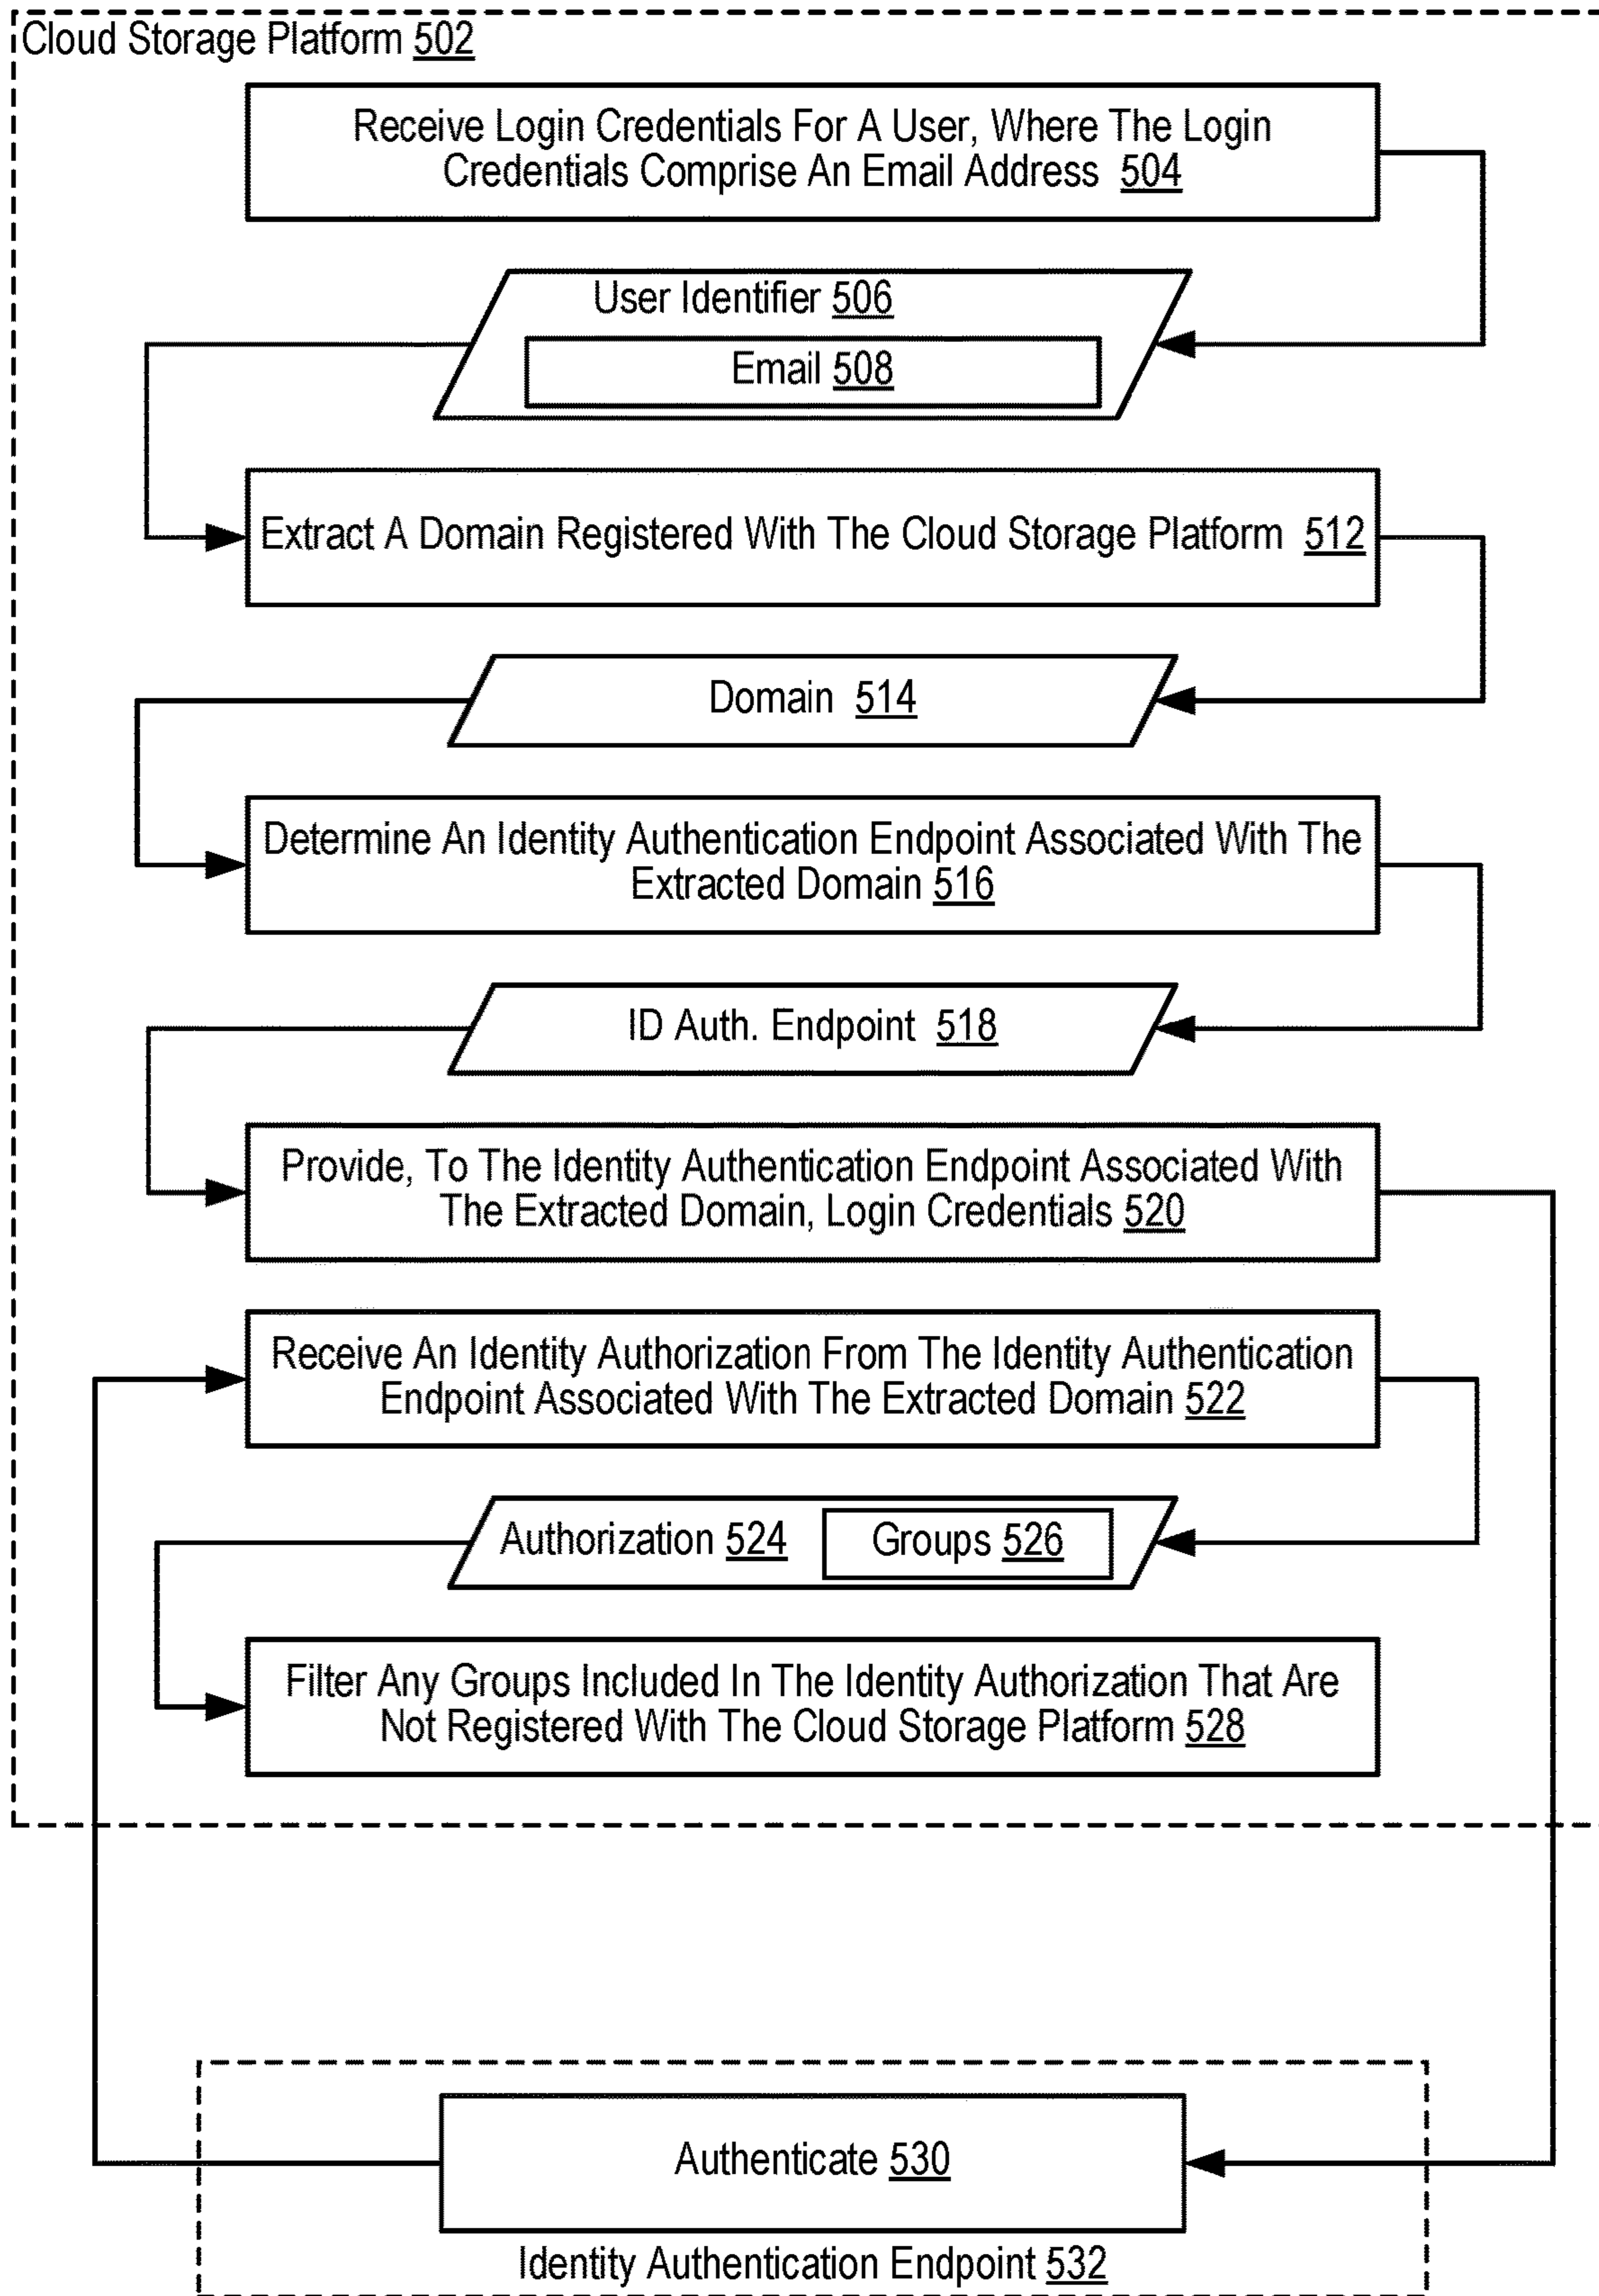 Cloud Storage Platform 502
Receive Login Credentials For A User, Where The Login
Credentials Comprise An Email Address 504
User Identifier 506
Email 508
Extract A Domain Registered With The Cloud Storage Platform 512
Domain 514
Determine An Identity Authentication Endpoint Associated With The
Extracted Domain 516
ID Auth. Endpoint 518
Provide, To The Identity Authentication Endpoint Associated With
The Extracted Domain, Login Credentials 520
Receive An Identity Authorization From The Identity Authentication
Endpoint Associated With The Extracted Domain 522
Authorization 524 Groups 526
Filter Any Groups Included In The Identity Authorization That Are
Not Registered With The Cloud Storage Platform 528
Authenticate 530
Identity Authentication Endpoint 532